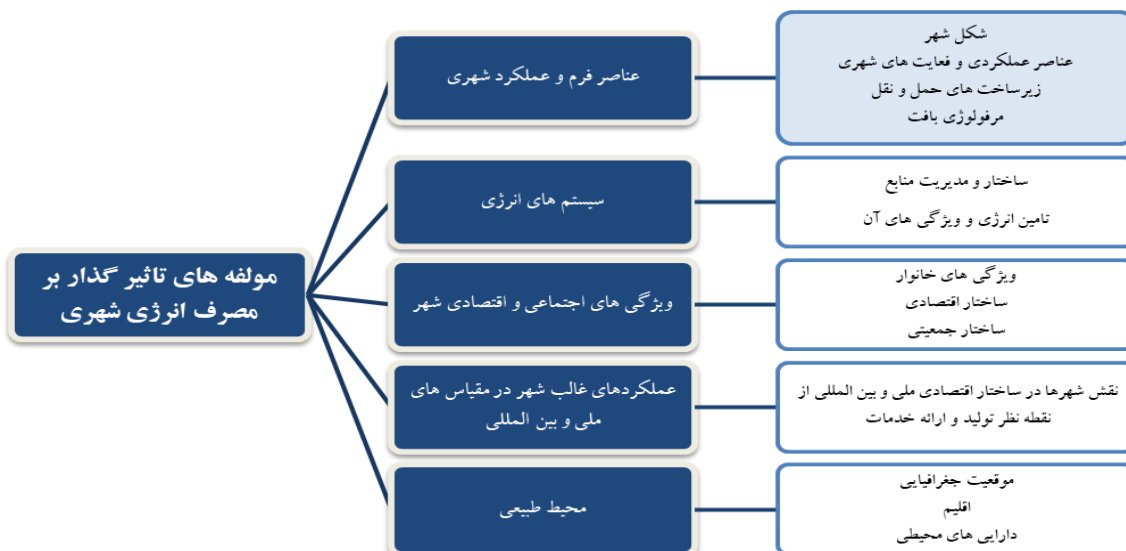 مولفه های تاثیر گذار بر
مصرف انرژی شهری
عناصر فرم و عملکرد شهری
شکل شهر
عناصر عملکردی و فعایت های شهری
زیرساخت های حمل و نقل
مرفولوژی بافت
سیستم های انرژی
ساختار و مدیریت منابع
تامین انرژی و ویژگی های آن
ویژگی های اجتماعی و اقتصادی شهر
ویژگی های خانوار
ساختار اقتصادی
ساختار جمعیتی
عملکردهای غالب شهر در مقیاس های
ملی و بین المللی
نقش شهرها در ساختار اقتصادی ملی و بین المللی از
نقطه نظر تولید و ارائه خدمات
محیط طبیعی
موقعیت جغرافیایی
اقلیم
دارایی های محیطی